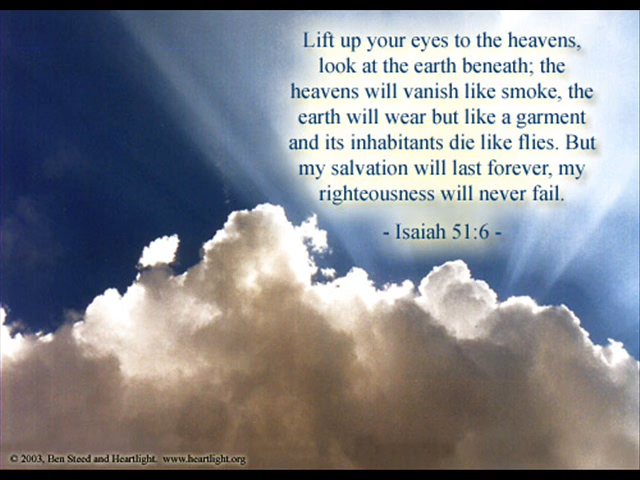 Lift up your eyes to the heavens,
look at the earth beneath; the
heavens will vanish like smoke, the
earth will wear but like a garment
and its inhabitants die like flies. But
my salvation will last forever, my
righteousness will never fail.
- Isaiah 51:6 -
© 2003, Ben Steed and Heartlight. www.heartlight.org